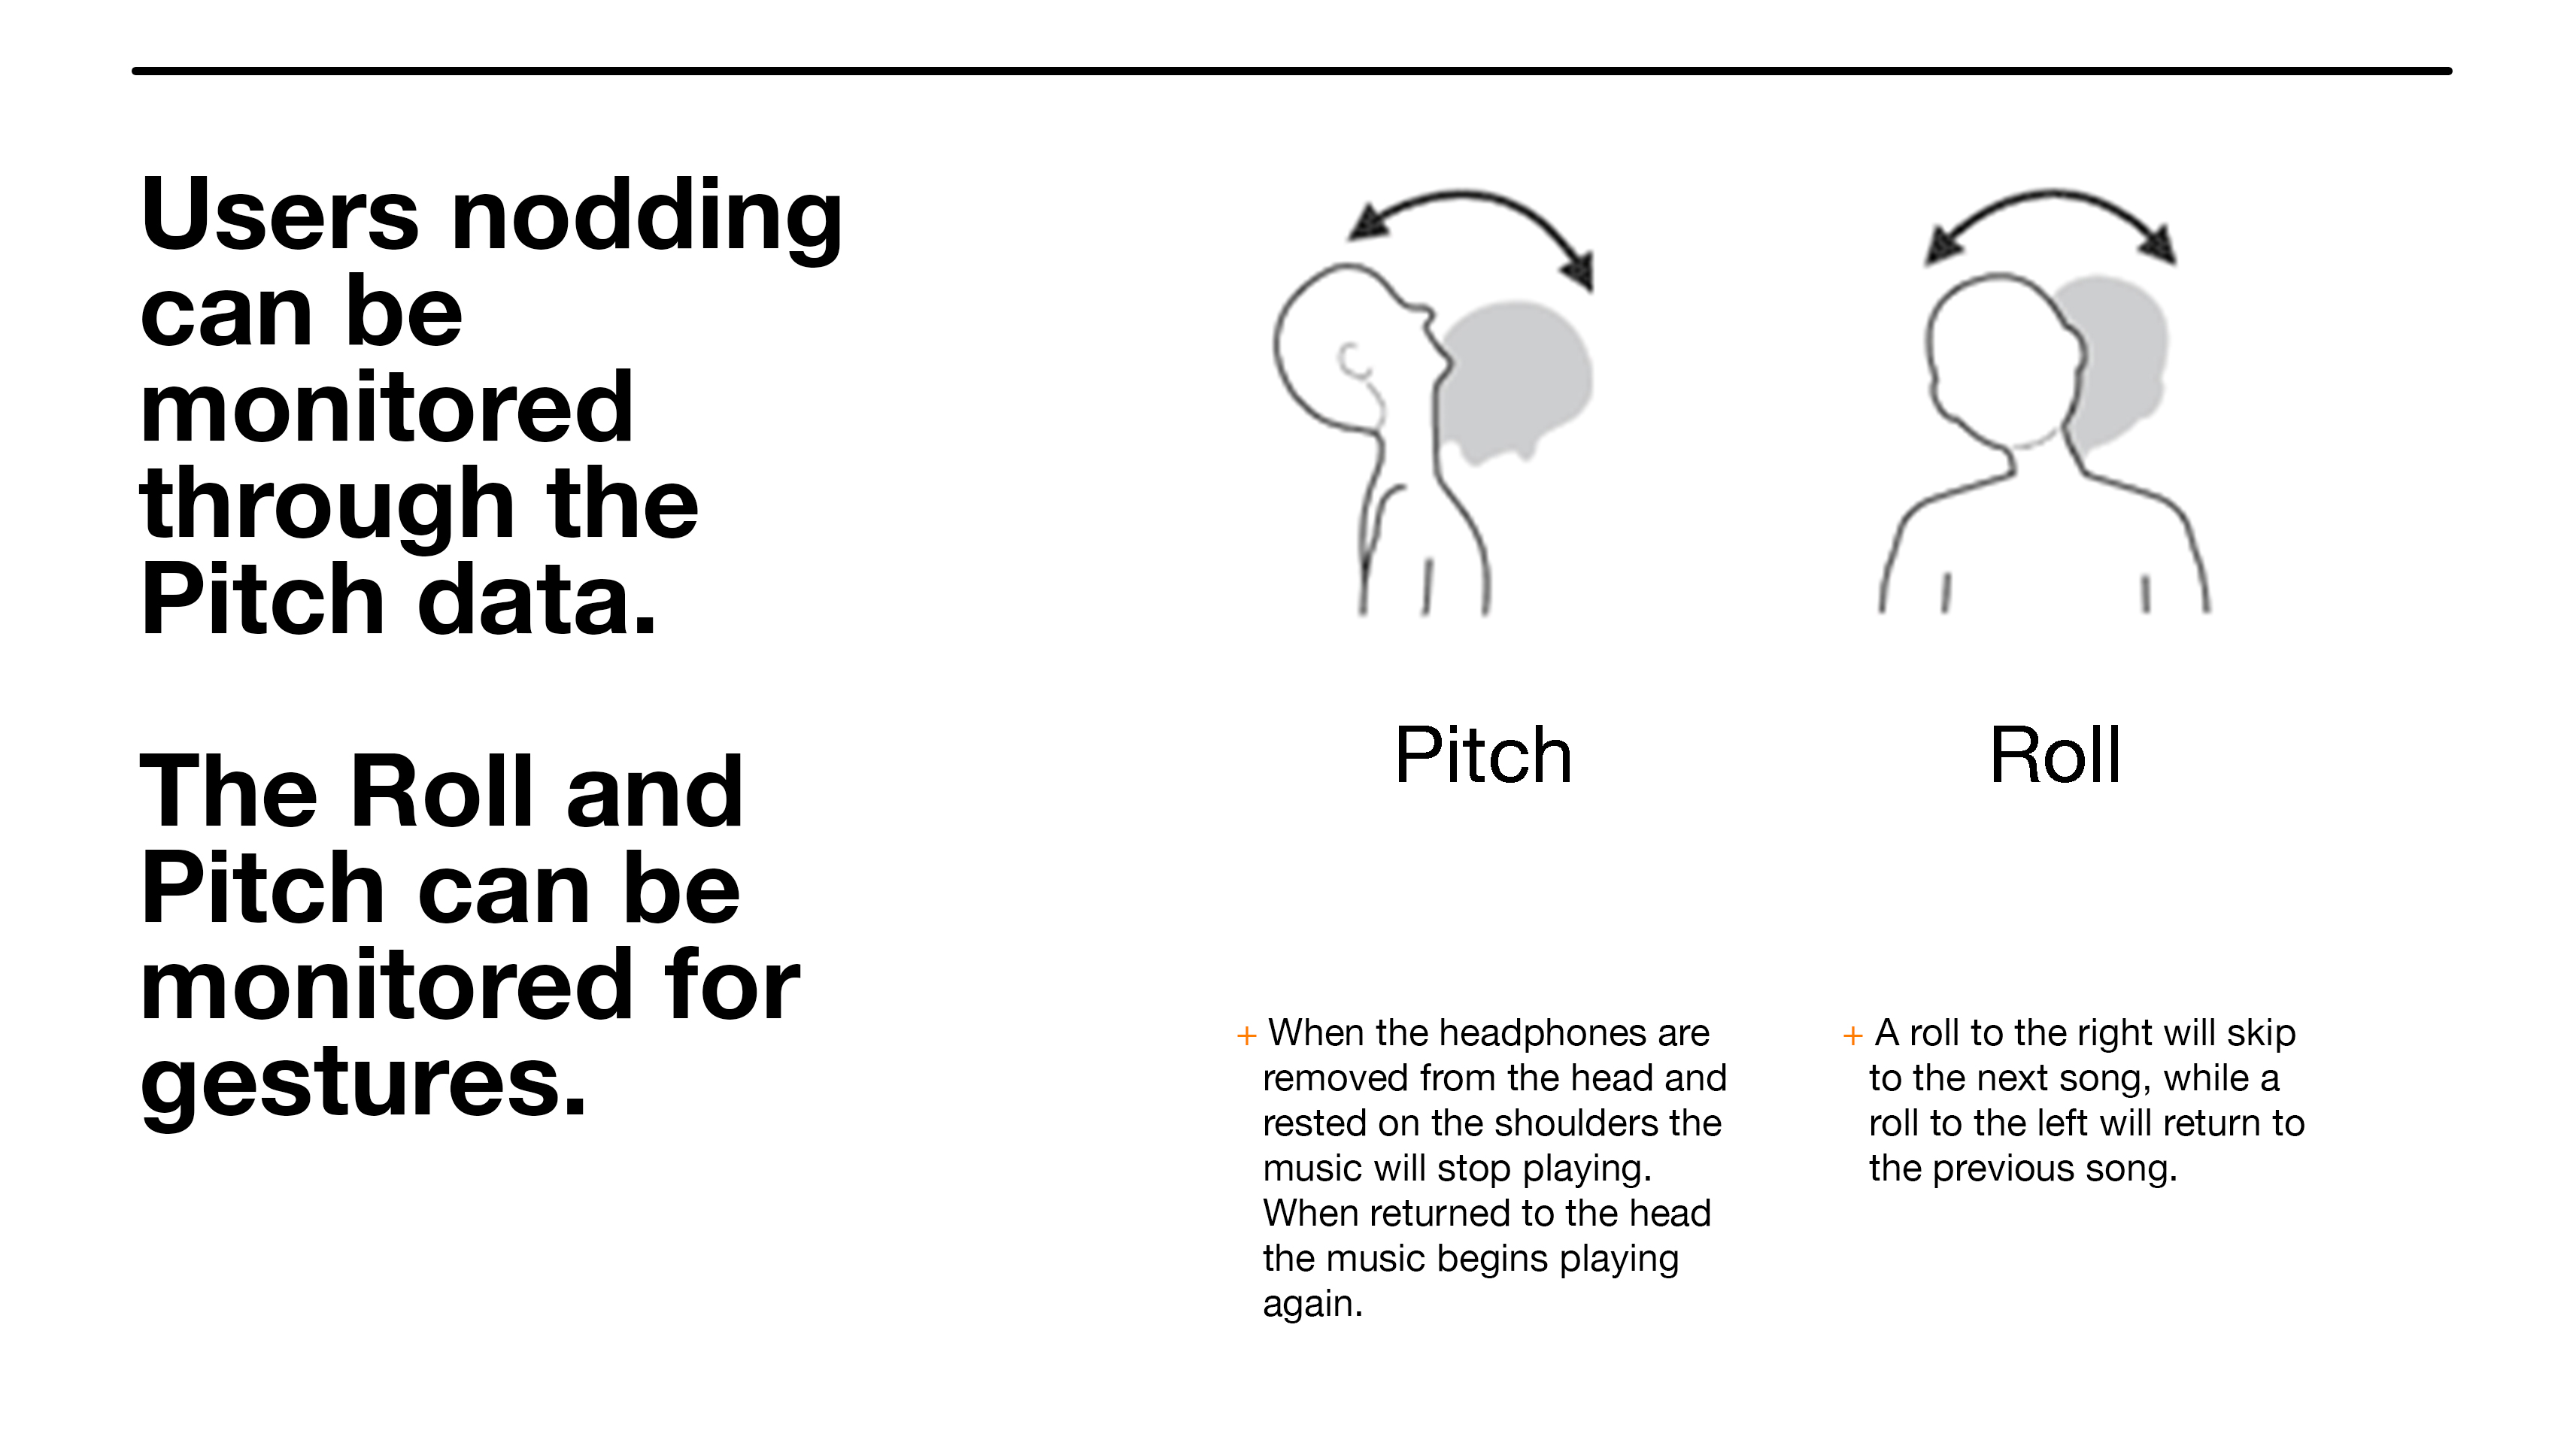 Users nodding
can be
monitored
through the
Pitch data.
The Roll and
Pitch can be
monitored for
gestures.
Pitch
Roll
+ When the headphones are
removed from the head and
rested on the shoulders the
music will stop playing.
When returned to the head
the music begins playing
again.
+ A roll to the right will skip
to the next song, while a
roll to the left will return to
the previous song.